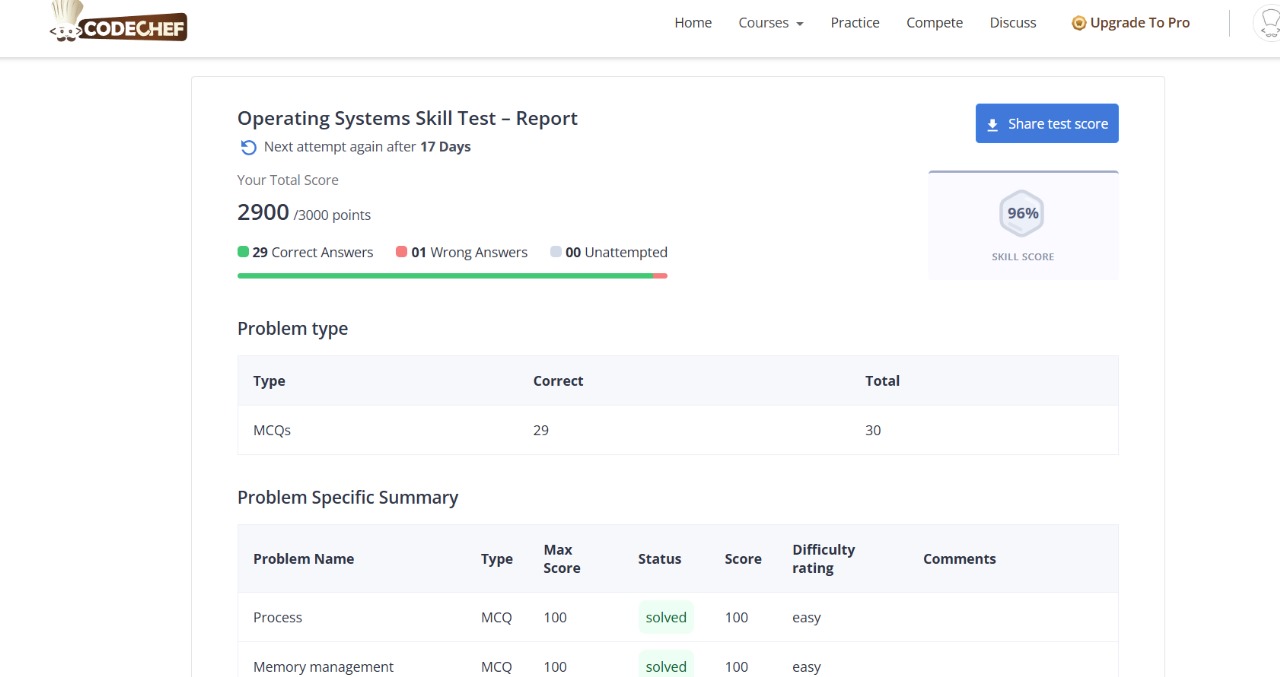 CODECHEF
Home Courses Practice Compete Discuss Upgrade To Pro
Operating Systems Skill Test – Report
Share test score
Next attempt again after 17 Days
Your Total Score
2900 /3000 points
96%
SKILL SCORE
29 Correct Answers 01 Wrong Answers 00 Unattempted
Problem type
Type Correct Total
MCQs 29 30
Problem Specific Summary
Problem Name Type Max Score Status Score Difficulty rating Comments
Process MCQ 100 solved 100 easy
Memory management MCQ 100 solved 100 easy